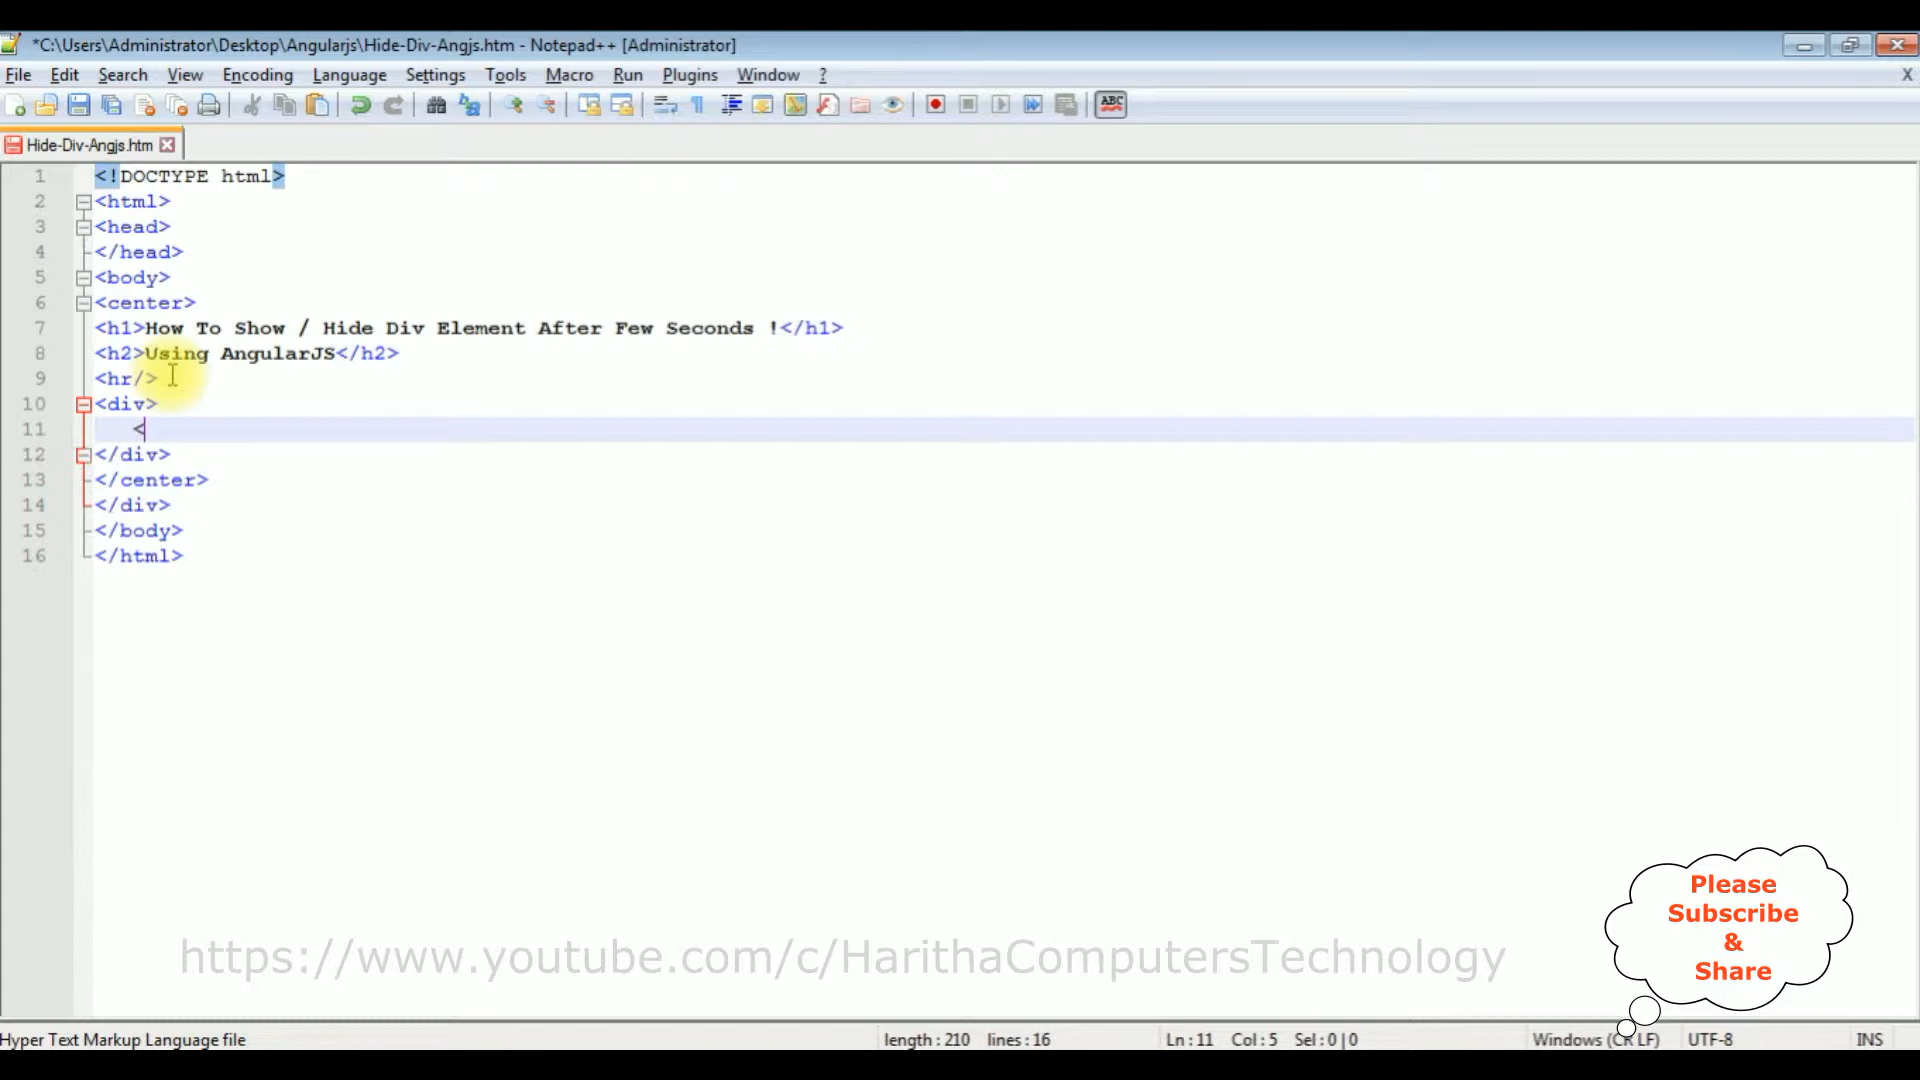 *C:\Users\Administrator\Desktop\Angularjs\Hide-Div-Angjs.htm - Notepad++ [Administrator]
File Edit Search View Encoding Language Settings Tools Macro Run Plugins Window ? X
ABC
Hide-Div-Angjs.htm
1 <!DOCTYPE html>
2 <html>
3 <head>
4 </head>
5 <body>
6 <center>
7 <h1>How To Show / Hide Div Element After Few Seconds !</h1>
8 <h2>Using AngularJS</h2>
9 <hr/>
10 <div>
11 <
12 </div>
13 </center>
14 </div>
15 </body>
16 </html>
Please
Subscribe
&
Share
https://www.youtube.com/c/HarithaComputersTechnology
Hyper Text Markup Language file length : 210 lines : 16 Ln : 11 Col : 5 Sel : 0 | 0 Windows (CR LF) UTF-8 INS